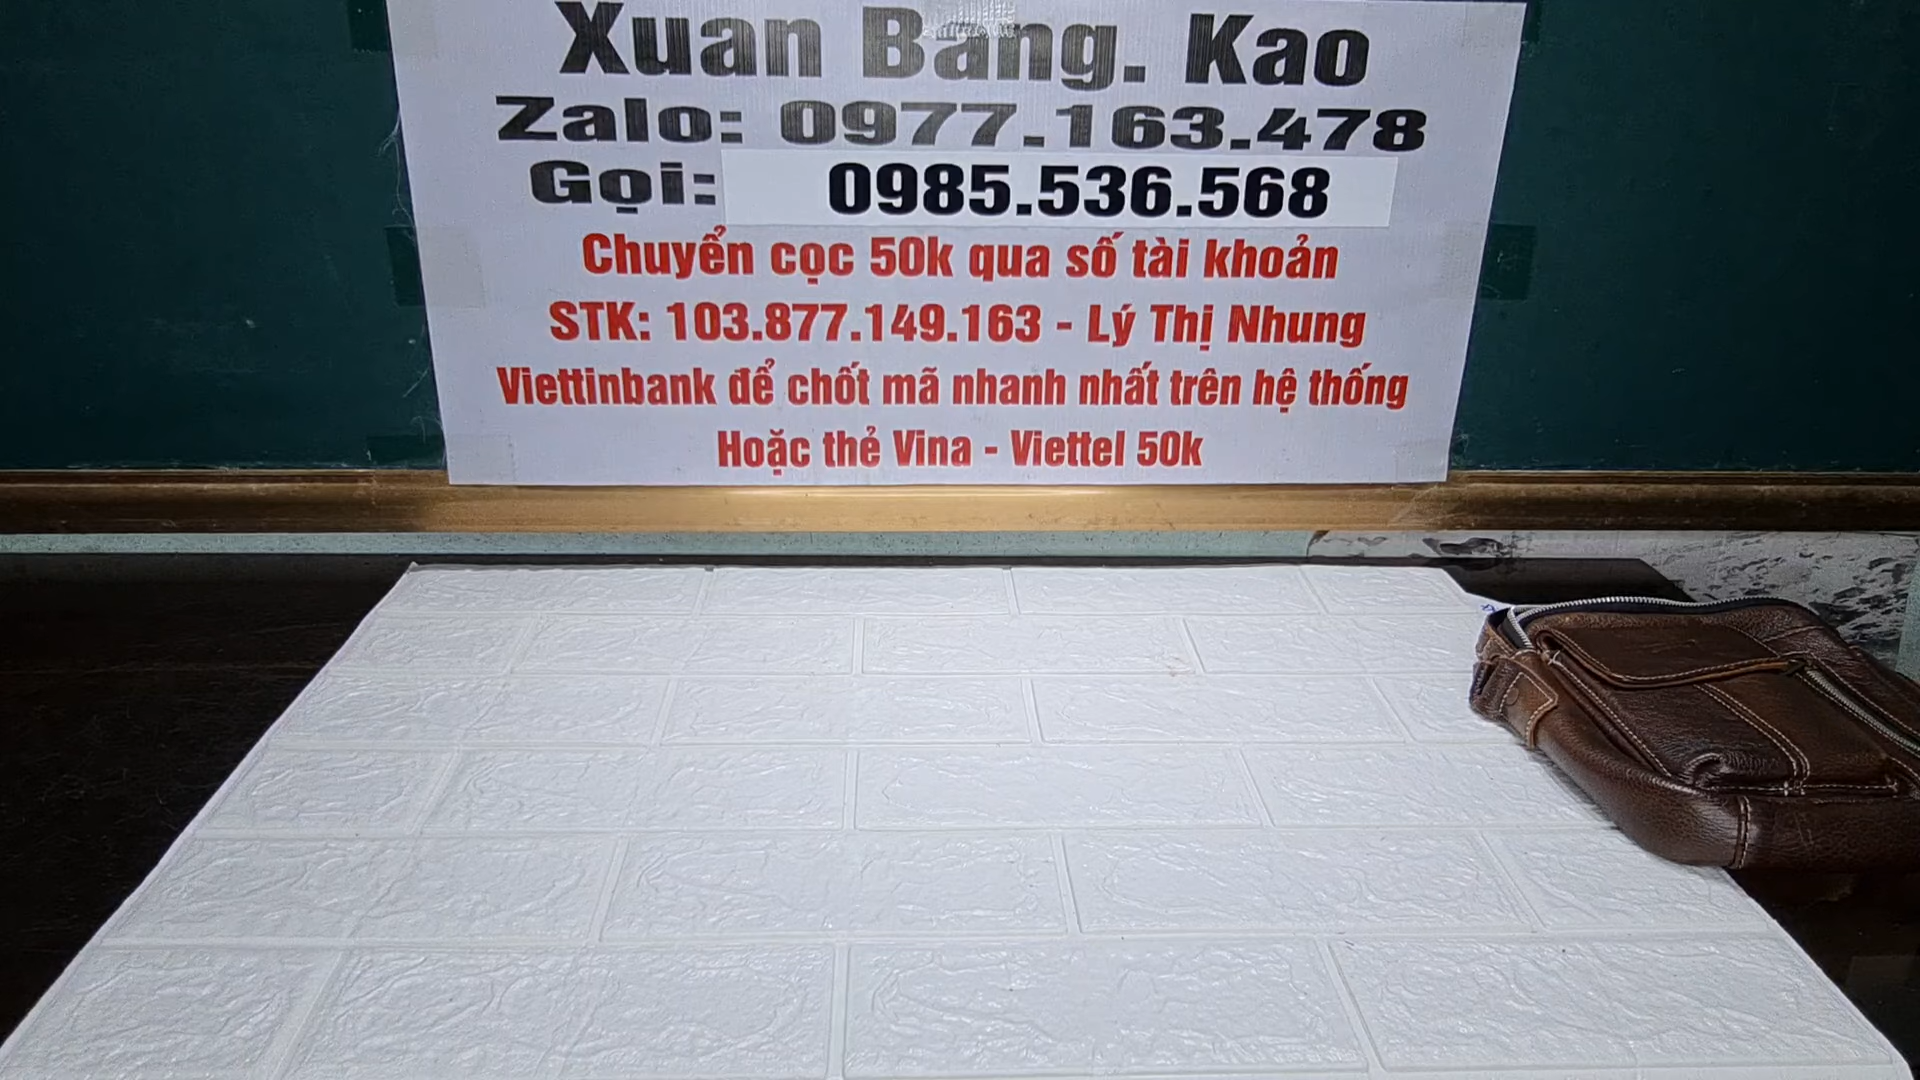 Xuan Bang. Kao
Zalo: 0977.163.478
Gọi: 0985.536.568
Chuyển cọc 50k qua số tài khoản
STK: 103.877.149.163 - Lý Thị Nhung
Viettinbank để chốt mã nhanh nhất trên hệ thống
Hoặc thẻ Vina - Viettel 50k